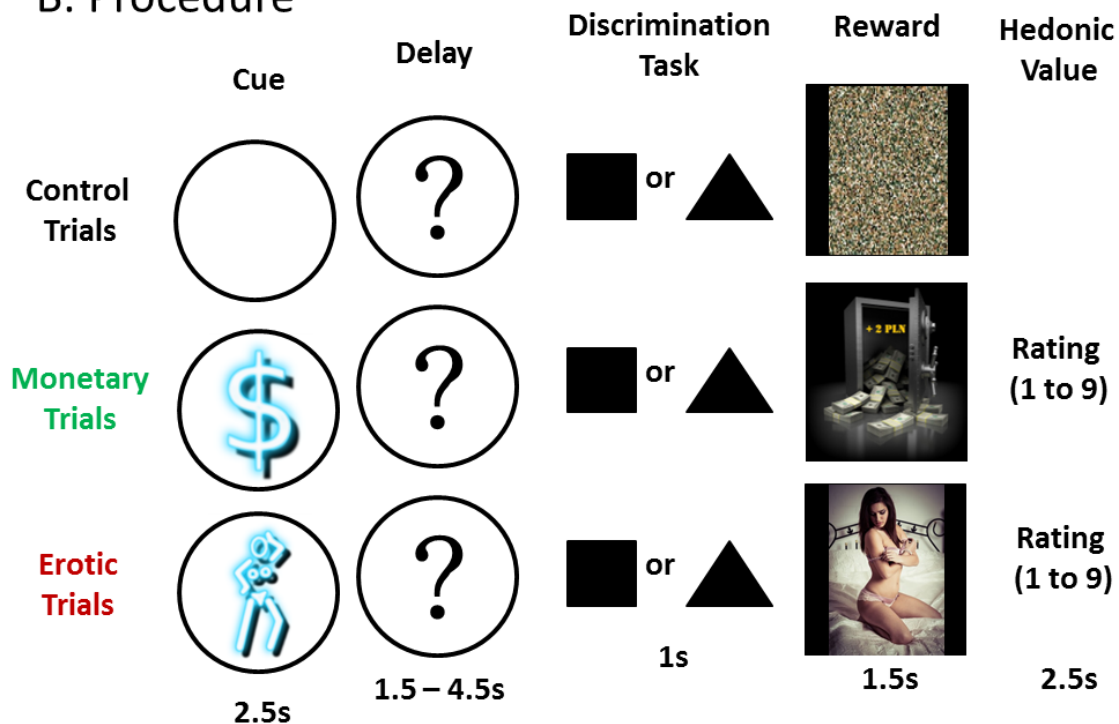 B. Procedure
Cue
Delay
Discrimination
Task
Reward
Hedonic
Value
Control
Trials
?
or
Monetary
Trials
$
?
or
+ 2 PLN
Rating
(1 to 9)
Erotic
Trials
?
or
Rating
(1 to 9)
2.5s
1.5 – 4.5s
1s
1.5s
2.5s